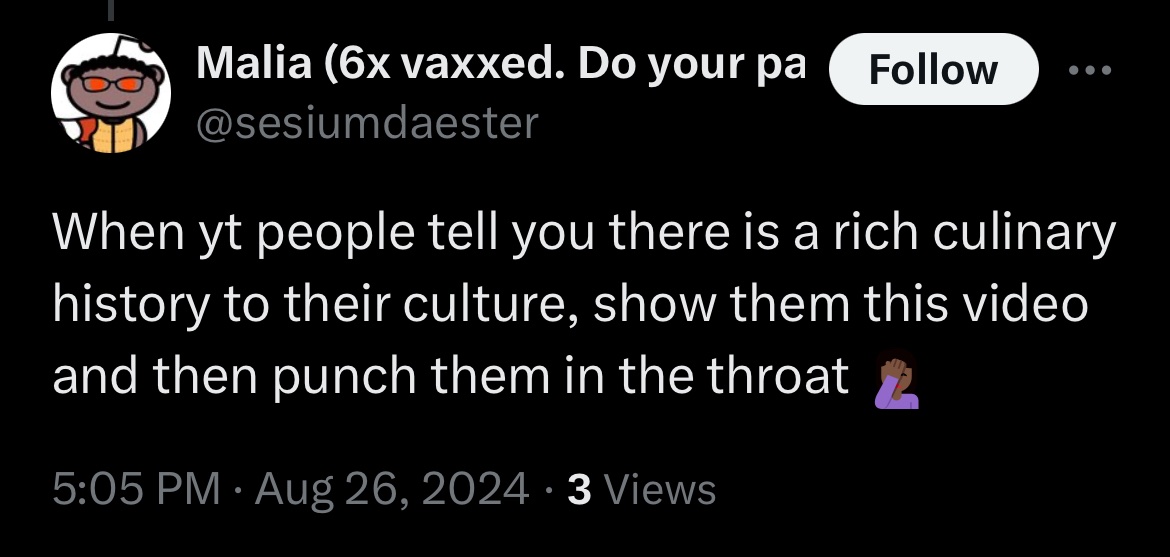 Malia (6x vaxxed. Do your pa
Follow
@sesiumdaester
When yt people tell you there is a rich culinary
history to their culture, show them this video
and then punch them in the throat 🤦🏿‍♀️
5:05 PM · Aug 26, 2024 · 3 Views